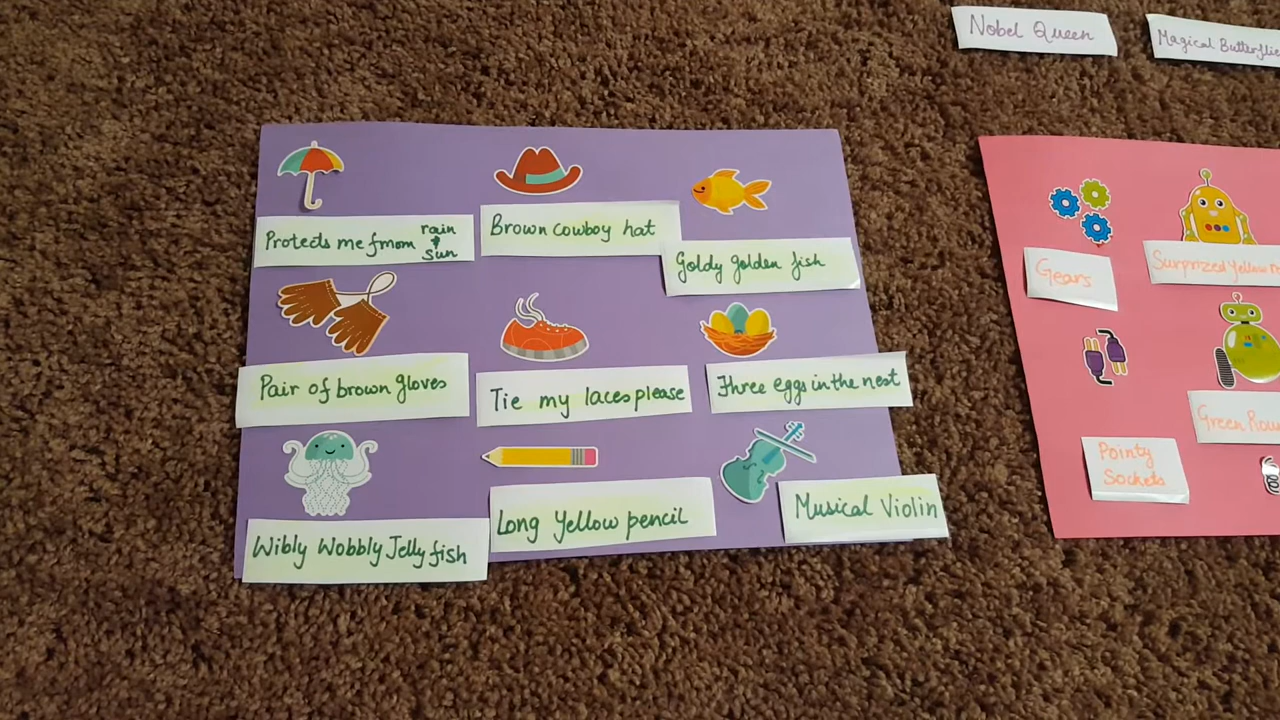 Nobel Queen
Magical Butterflie
Protects me fmom rain & sun
Brown cowboy hat
Goldy golden fish
Pair of brown gloves
Tie my laces please
Three eggs in the nest
Wibly Wobbly Jelly fish
Long Yellow pencil
Musical Violin
Gears
Surprized Yellow
Green Rou
Pointy
Sockets